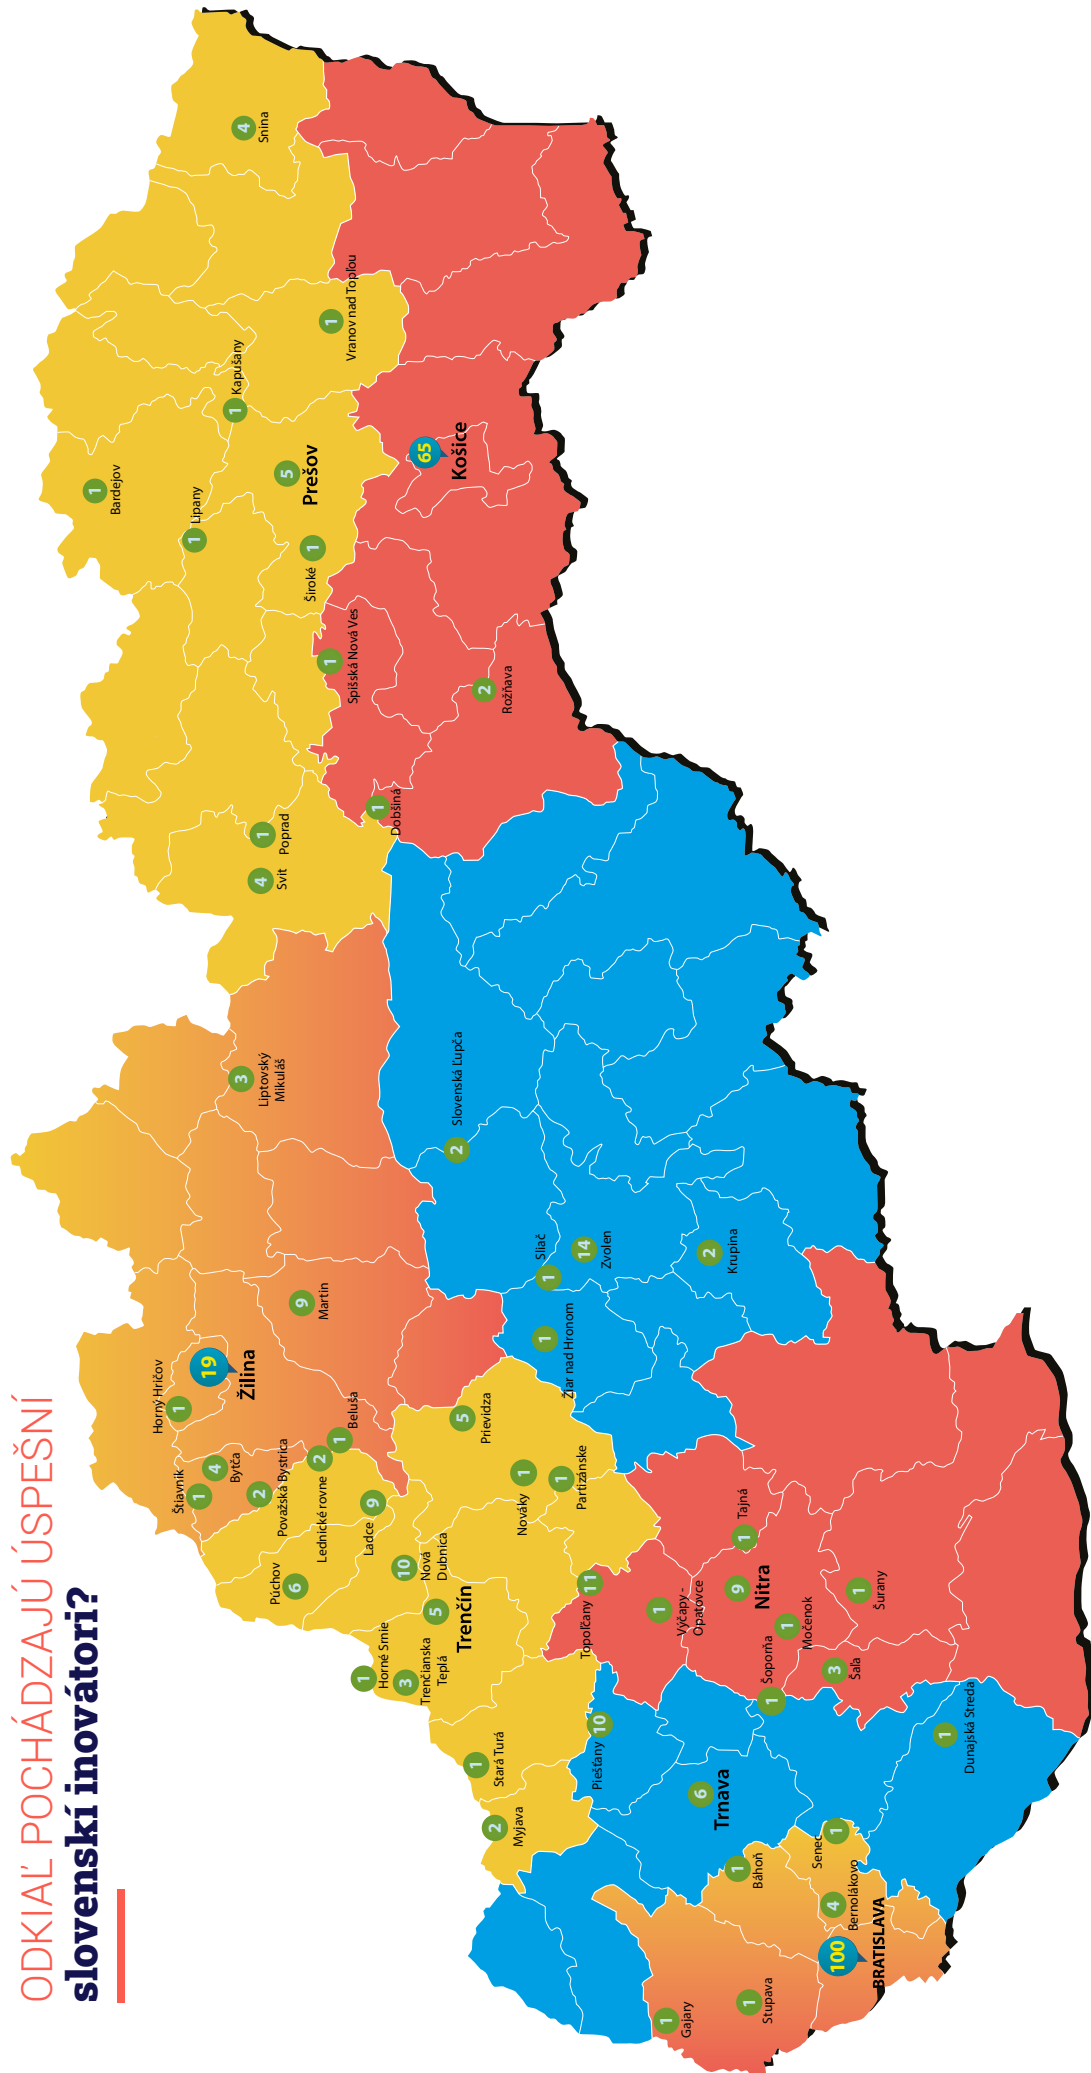 ODKIAĽ POCHÁDZAJÚ ÚSPEŠNÍ
slovenskí inovátori?
1
Horný Hričov
19
Žilina
1
Štiavnik
4
Bytča
2
Považská Bystrica
2
Lednické rovne
1
Beluša
9
Ladce
6
Púchov
10
Nová
Dubnica
5
Trenčín
1
Horné Srnie
3
Trenčianska
Teplá
1
Stará Turá
2
Myjava
9
Martin
3
Liptovský
Mikuláš
5
Prievidza
1
Nováky
1
Partizánske
4
Svit
1
Poprad
1
Lipany
1
Bardejov
1
Široké
5
Prešov
1
Kapušany
1
Vranov nad Topľou
4
Snina
1
Dobšiná
1
Spišská Nová Ves
2
Rožňava
65
Košice
2
Slovenská Ľupča
1
Sliač
14
Zvolen
1
Žiar nad Hronom
2
Krupina
11
Topoľčany
1
Výčapy -
Opatovce
9
Nitra
1
Tajná
1
Močenok
1
Šurany
3
Šaľa
1
Šoporňa
10
Piešťany
6
Trnava
1
Dunajská Streda
1
Senec
1
Báhoň
4
Bernolákovo
100
BRATISLAVA
1
Stupava
1
Gajary